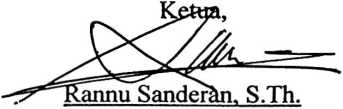 Ketua,
Rannu Sanderan, S.Th.